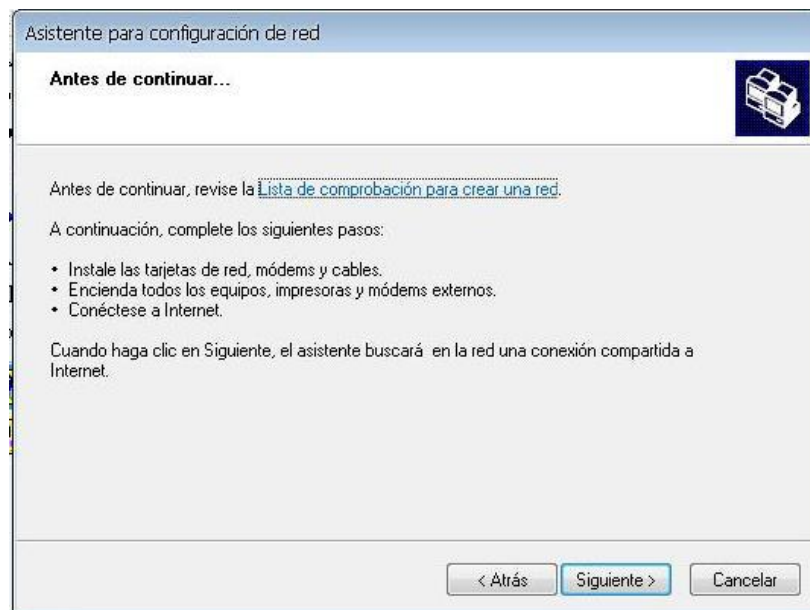 Asistente para configuración de red
Antes de continuar...
Antes de continuar, revise la Lista de comprobación para crear una red.
A continuación, complete los siguientes pasos:
• Instale las tarjetas de red, módems y cables.
• Encienda todos los equipos, impresoras y módems externos.
• Conéctese a Internet.
Cuando haga clic en Siguiente, el asistente buscará en la red una conexión compartida a
Internet.
< Atrás
Siguiente >
Cancelar